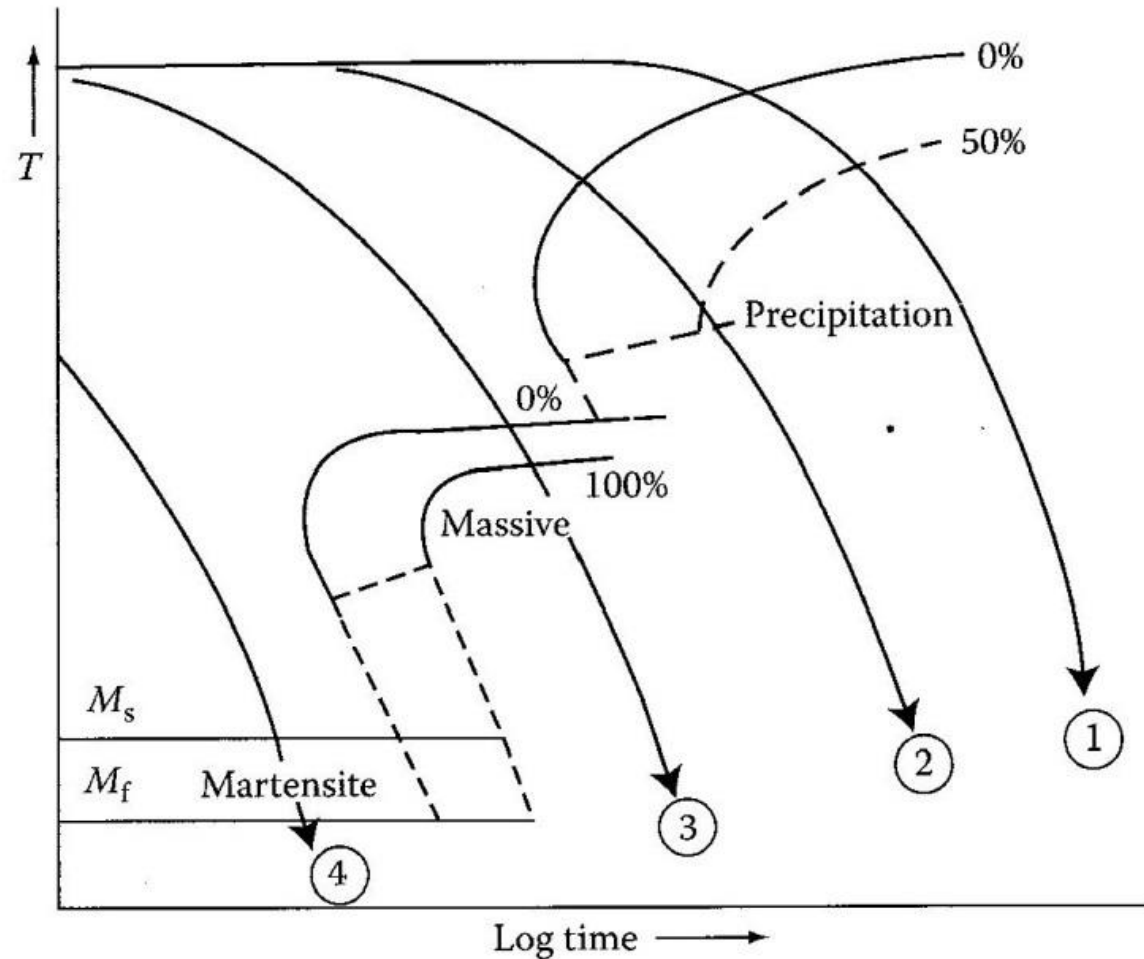 0%
50%
T
Precipitation
0%
100%
Massive
Ms
Mf
Martensite
1
2
3
4
Log time